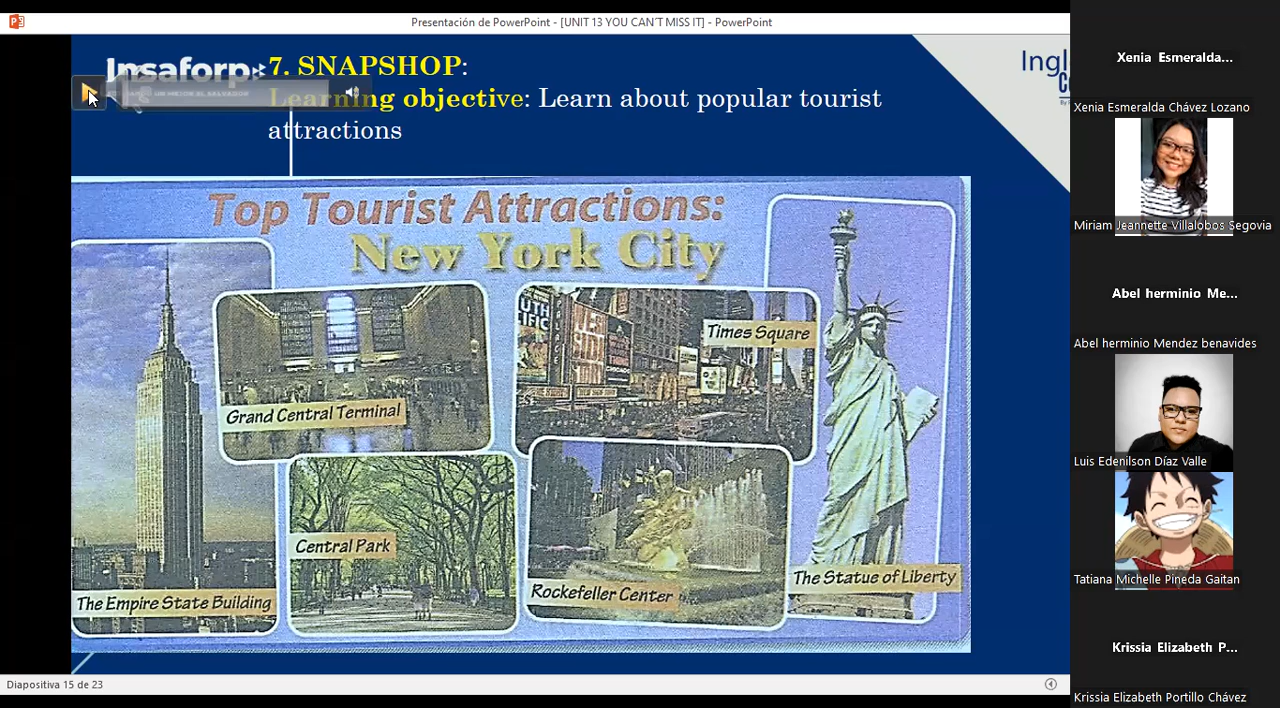 Presentación de PowerPoint - [UNIT 13 YOU CAN'T MISS IT] - PowerPoint
Insaforp
7. SNAPSHOP:
Learning objective: Learn about popular tourist
attractions
Ingl
Top Tourist Attractions:
New York City
Times Square
Grand Central Terminal
Central Park
Rockefeller Center
The Statue of Liberty
The Empire State Building
Diapositiva 15 de 23
Xenia Esmeralda...
Xenia Esmeralda Chávez Lozano
Miriam Jeannette Villalobos Segovia
Abel herminio Me...
Abel herminio Mendez benavides
Luis Edenilson Díaz Valle
Tatiana Michelle Pineda Gaitan
Krissia Elizabeth P...
Krissia Elizabeth Portillo Chávez